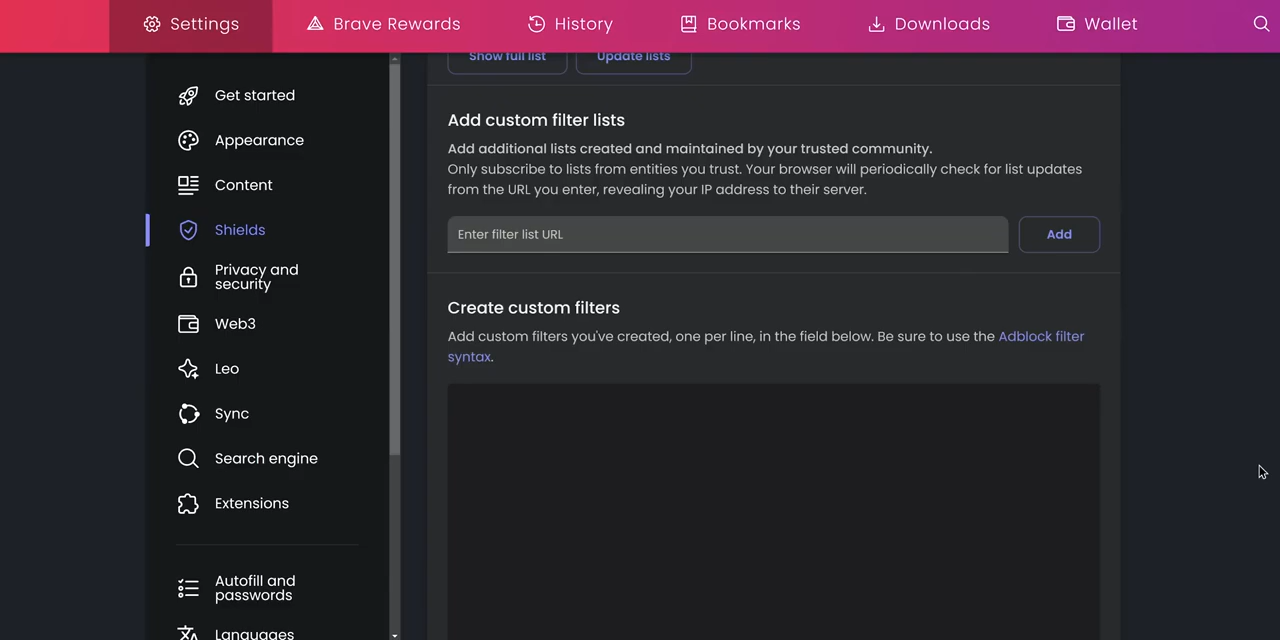 Settings
Brave Rewards
History
Bookmarks
Downloads
Wallet
Get started
Appearance
Content
Shields
Privacy and
security
Web3
Leo
Sync
Search engine
Extensions
Autofill and
passwords
Languages
Show full list
Update lists
Add custom filter lists
Add additional lists created and maintained by your trusted community.
Only subscribe to lists from entities you trust. Your browser will periodically check for list updates
from the URL you enter, revealing your IP address to their server.
Enter filter list URL
Add
Create custom filters
Add custom filters you've created, one per line, in the field below. Be sure to use the Adblock filter
syntax.